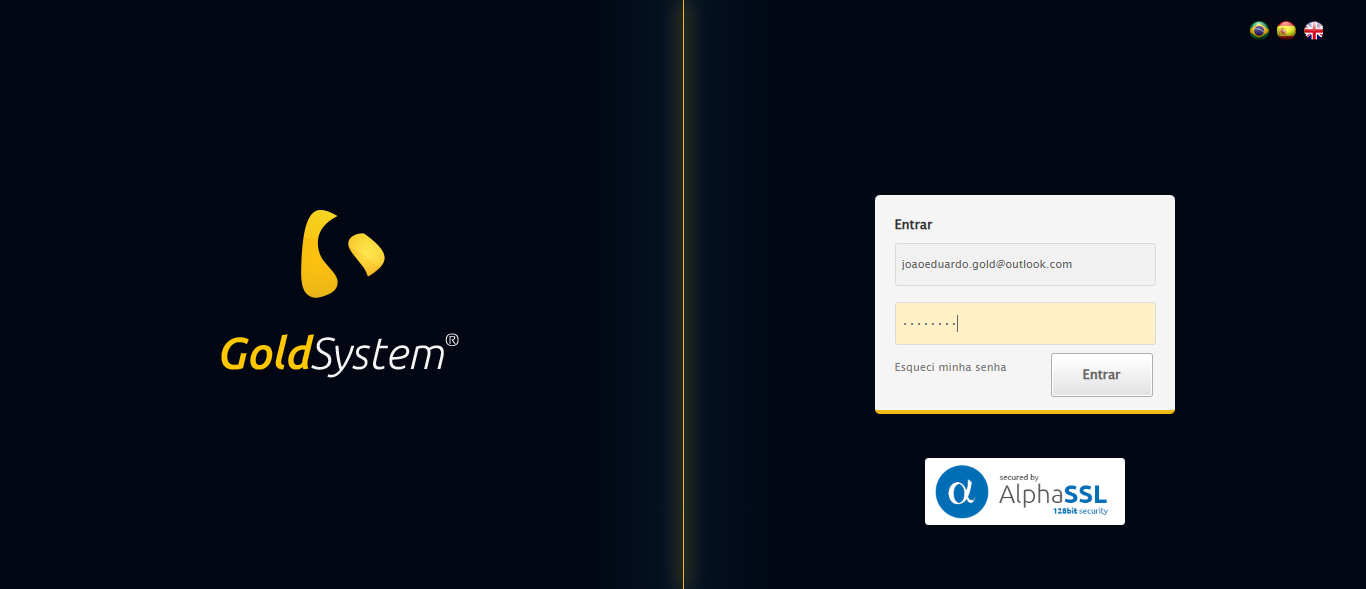 GoldSystem®
Entrar
joaoeduardo.gold@outlook.com
........
Esqueci minha senha
Entrar
secured by
AlphaSSL
128bit security